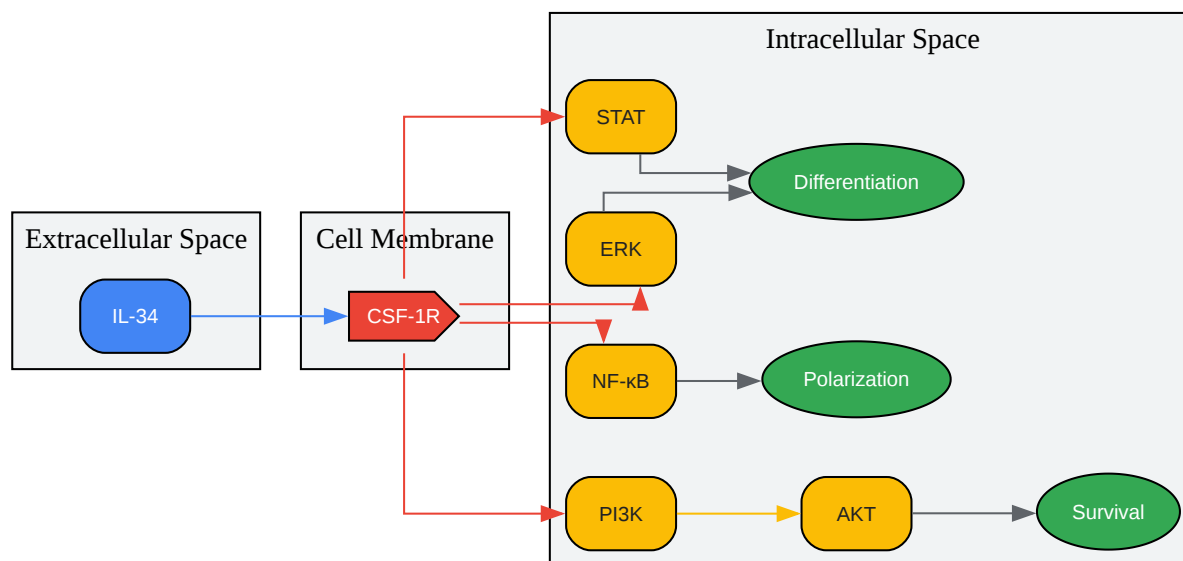 Intracellular Space
STAT
Differentiation
Extracellular Space
Cell Membrane
ERK
IL-34
CSF-1R
NF-κB
Polarization
PI3K
AKT
Survival